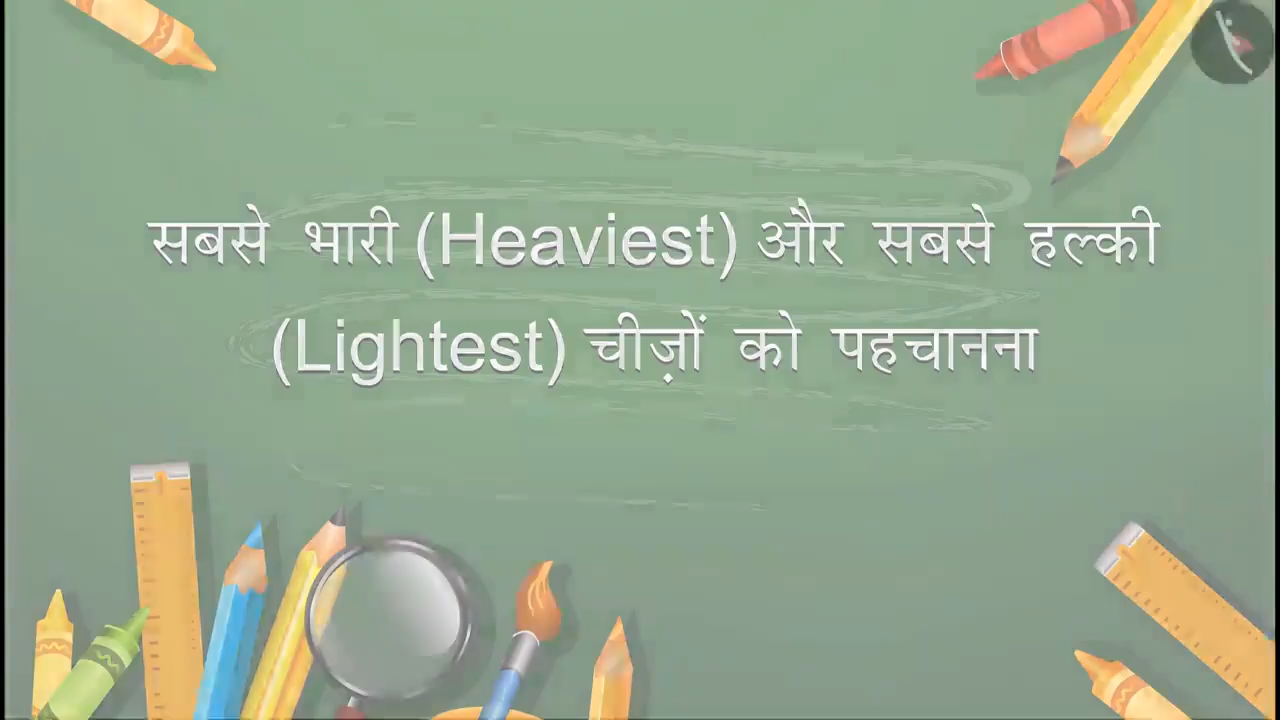 सबसे भारी (Heaviest) और सबसे हल्की
(Lightest) चीज़ों को पहचानना